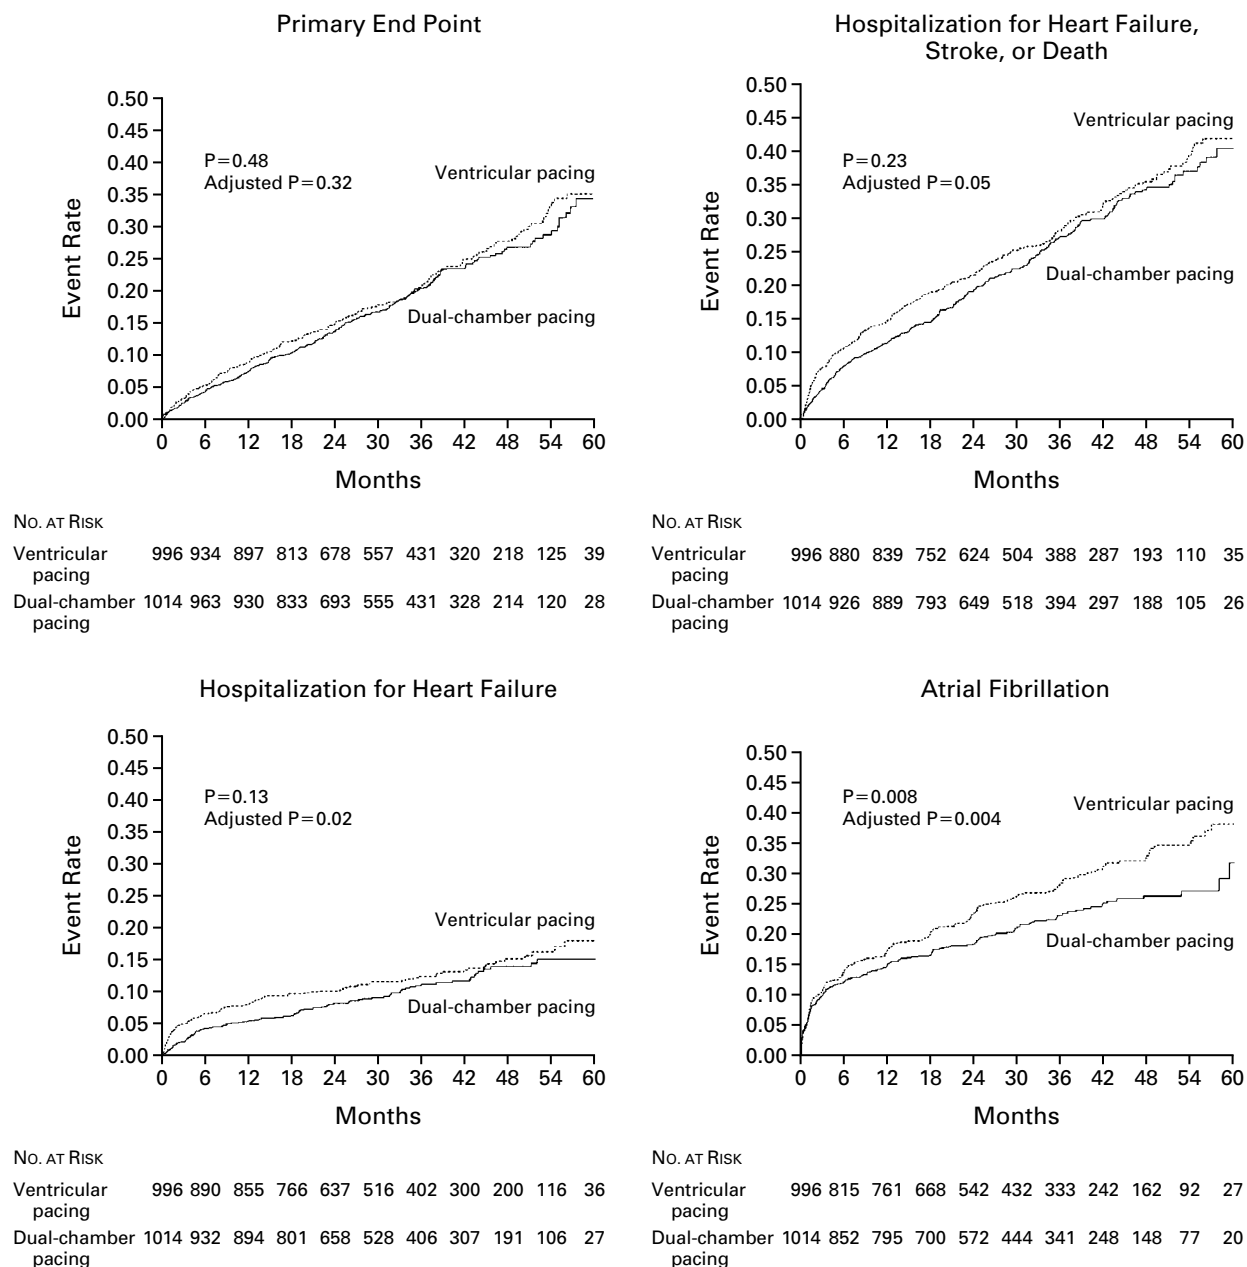 Primary End Point
0.50
0.45
0.40
0.35
0.30
0.25
0.20
0.15
0.10
0.05
0.00
Event Rate
P=0.48
Adjusted P=0.32
Ventricular pacing
Dual-chamber pacing
0 6 12 18 24 30 36 42 48 54 60
Months
No. at Risk
Ventricular 996 934 897 813 678 557 431 320 218 125 39
pacing
Dual-chamber 1014 963 930 833 693 555 431 328 214 120 28
pacing
Hospitalization for Heart Failure,
Stroke, or Death
0.50
0.45
0.40
0.35
0.30
0.25
0.20
0.15
0.10
0.05
0.00
Event Rate
Ventricular pacing
P=0.23
Adjusted P=0.05
Dual-chamber pacing
0 6 12 18 24 30 36 42 48 54 60
Months
No. at Risk
Ventricular 996 880 839 752 624 504 388 287 193 110 35
pacing
Dual-chamber 1014 926 889 793 649 518 394 297 188 105 26
pacing
Hospitalization for Heart Failure
0.50
0.45
0.40
0.35
0.30
0.25
0.20
0.15
0.10
0.05
0.00
Event Rate
P=0.13
Adjusted P=0.02
Ventricular pacing
Dual-chamber pacing
0 6 12 18 24 30 36 42 48 54 60
Months
No. at Risk
Ventricular 996 890 855 766 637 516 402 300 200 116 36
pacing
Dual-chamber 1014 932 894 801 658 528 406 307 191 106 27
pacing
Atrial Fibrillation
0.50
0.45
0.40
0.35
0.30
0.25
0.20
0.15
0.10
0.05
0.00
Event Rate
P=0.008
Adjusted P=0.004
Ventricular pacing
Dual-chamber pacing
0 6 12 18 24 30 36 42 48 54 60
Months
No. at Risk
Ventricular 996 815 761 668 542 432 333 242 162 92 27
pacing
Dual-chamber 1014 852 795 700 572 444 341 248 148 77 20
pacing